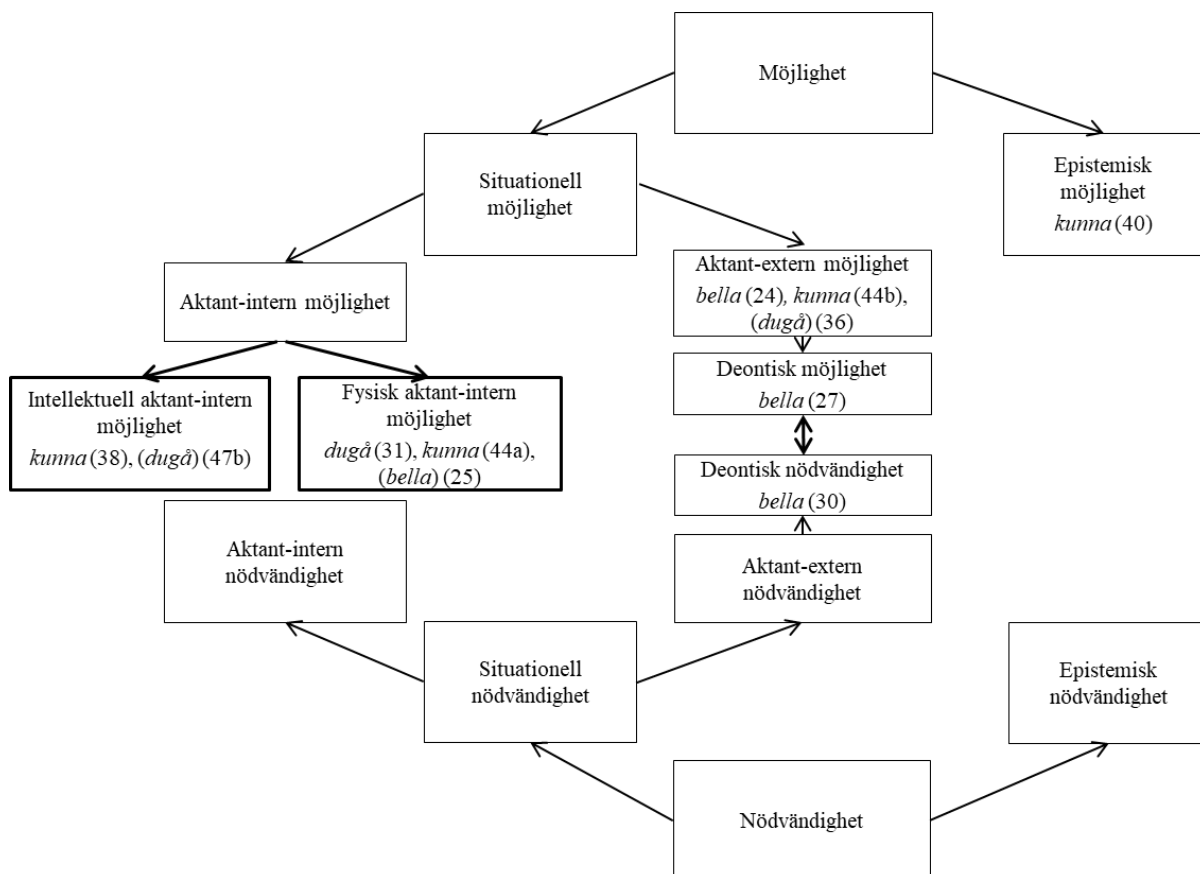 Möjlighet
Situationell
möjlighet
Epistemisk
möjlighet
kunna (40)
Aktant-intern möjlighet
Aktant-extern möjlighet
bella (24), kunna (44b),
(dugå) (36)
Intellektuell aktant-intern
möjlighet
kunna (38), (dugå) (47b)
Fysisk aktant-intern
möjlighet
dugå (31), kunna (44a),
(bella) (25)
Deontisk möjlighet
bella (27)
Deontisk nödvändighet
bella (30)
Aktant-intern
nödvändighet
Aktant-extern
nödvändighet
Situationell
nödvändighet
Epistemisk
nödvändighet
Nödvändighet